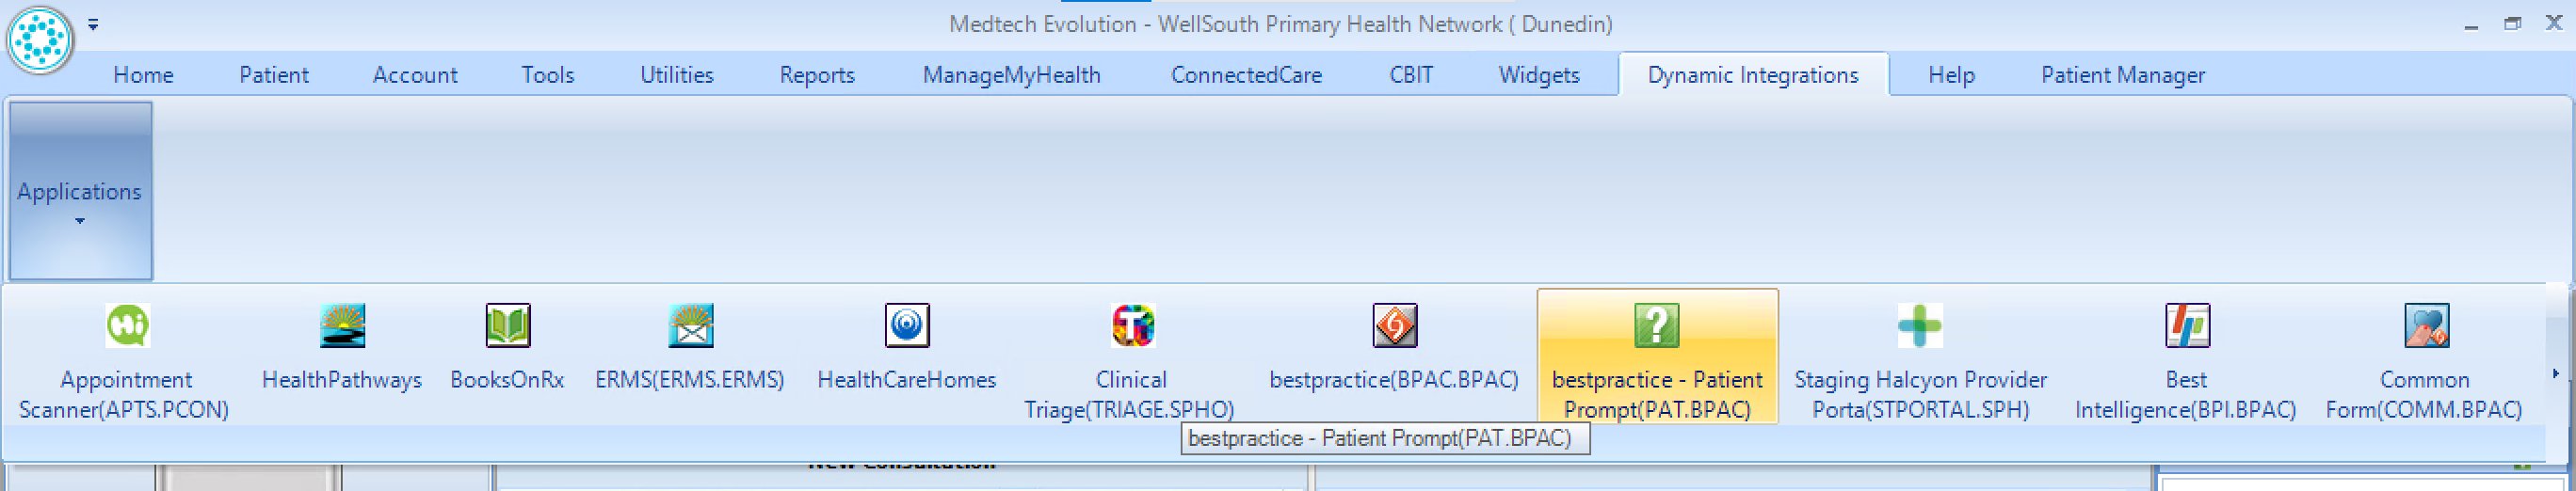 Medtech Evolution - WellSouth Primary Health Network ( Dunedin)
Home Patient Account Tools Utilities Reports ManageMyHealth ConnectedCare CBIT Widgets Dynamic Integrations Help Patient Manager
Applications
Hi
Appointment
Scanner(APTS.PCON)
HealthPathways
BooksOnRx
ERMS(ERMS.ERMS)
HealthCareHomes
Clinical
Triage(TRIAGE.SPHO)
bestpractice(BPAC.BPAC)
?
bestpractice - Patient
Prompt(PAT.BPAC)
Staging Halcyon Provider
Porta(STPORTAL.SPH)
Best
Intelligence(BPI.BPAC)
Common
Form(COMM.BPAC)
bestpractice - Patient Prompt(PAT.BPAC)
New Consultation